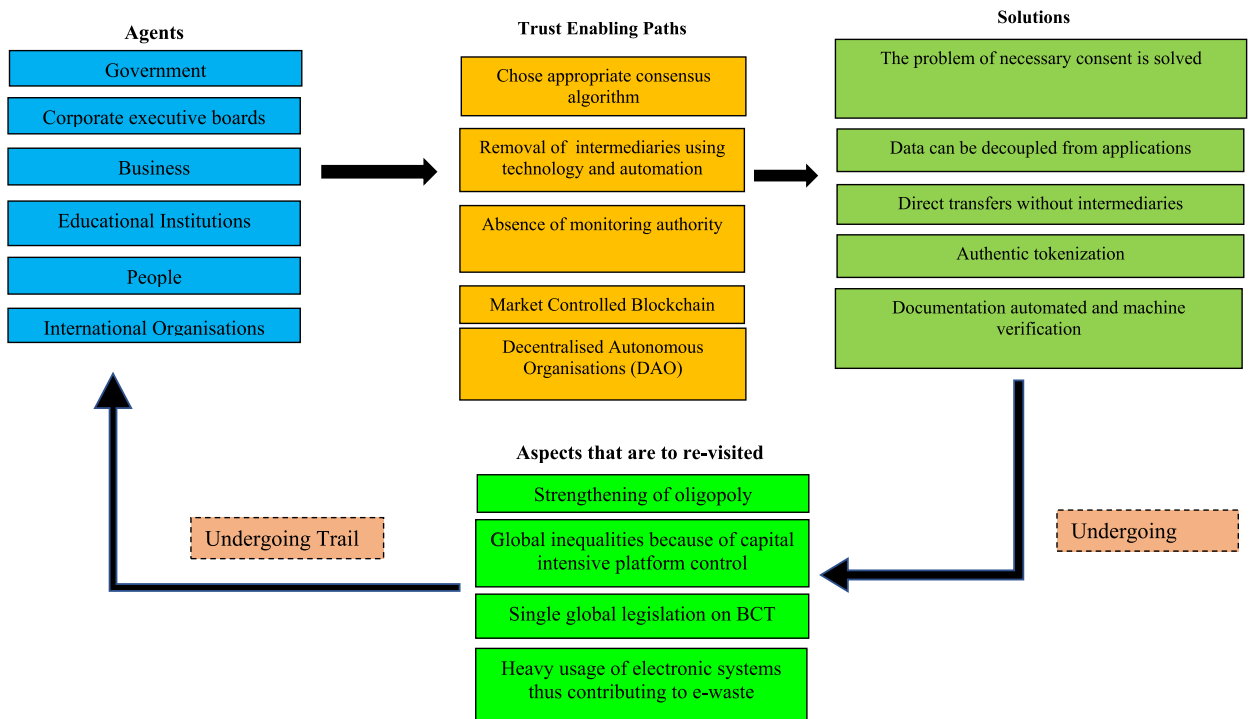 Agents
Government
Corporate executive boards
Business
Educational Institutions
People
International Organisations
Trust Enabling Paths
Chose appropriate consensus
algorithm
Removal of intermediaries using
technology and automation
Absence of monitoring authority
Market Controlled Blockchain
Decentralised Autonomous
Organisations (DAO)
Solutions
The problem of necessary consent is solved
Data can be decoupled from applications
Direct transfers without intermediaries
Authentic tokenization
Documentation automated and machine
verification
Aspects that are to re-visited
Strengthening of oligopoly
Global inequalities because of capital
intensive platform control
Single global legislation on BCT
Heavy usage of electronic systems
thus contributing to e-waste
Undergoing Trail
Undergoing